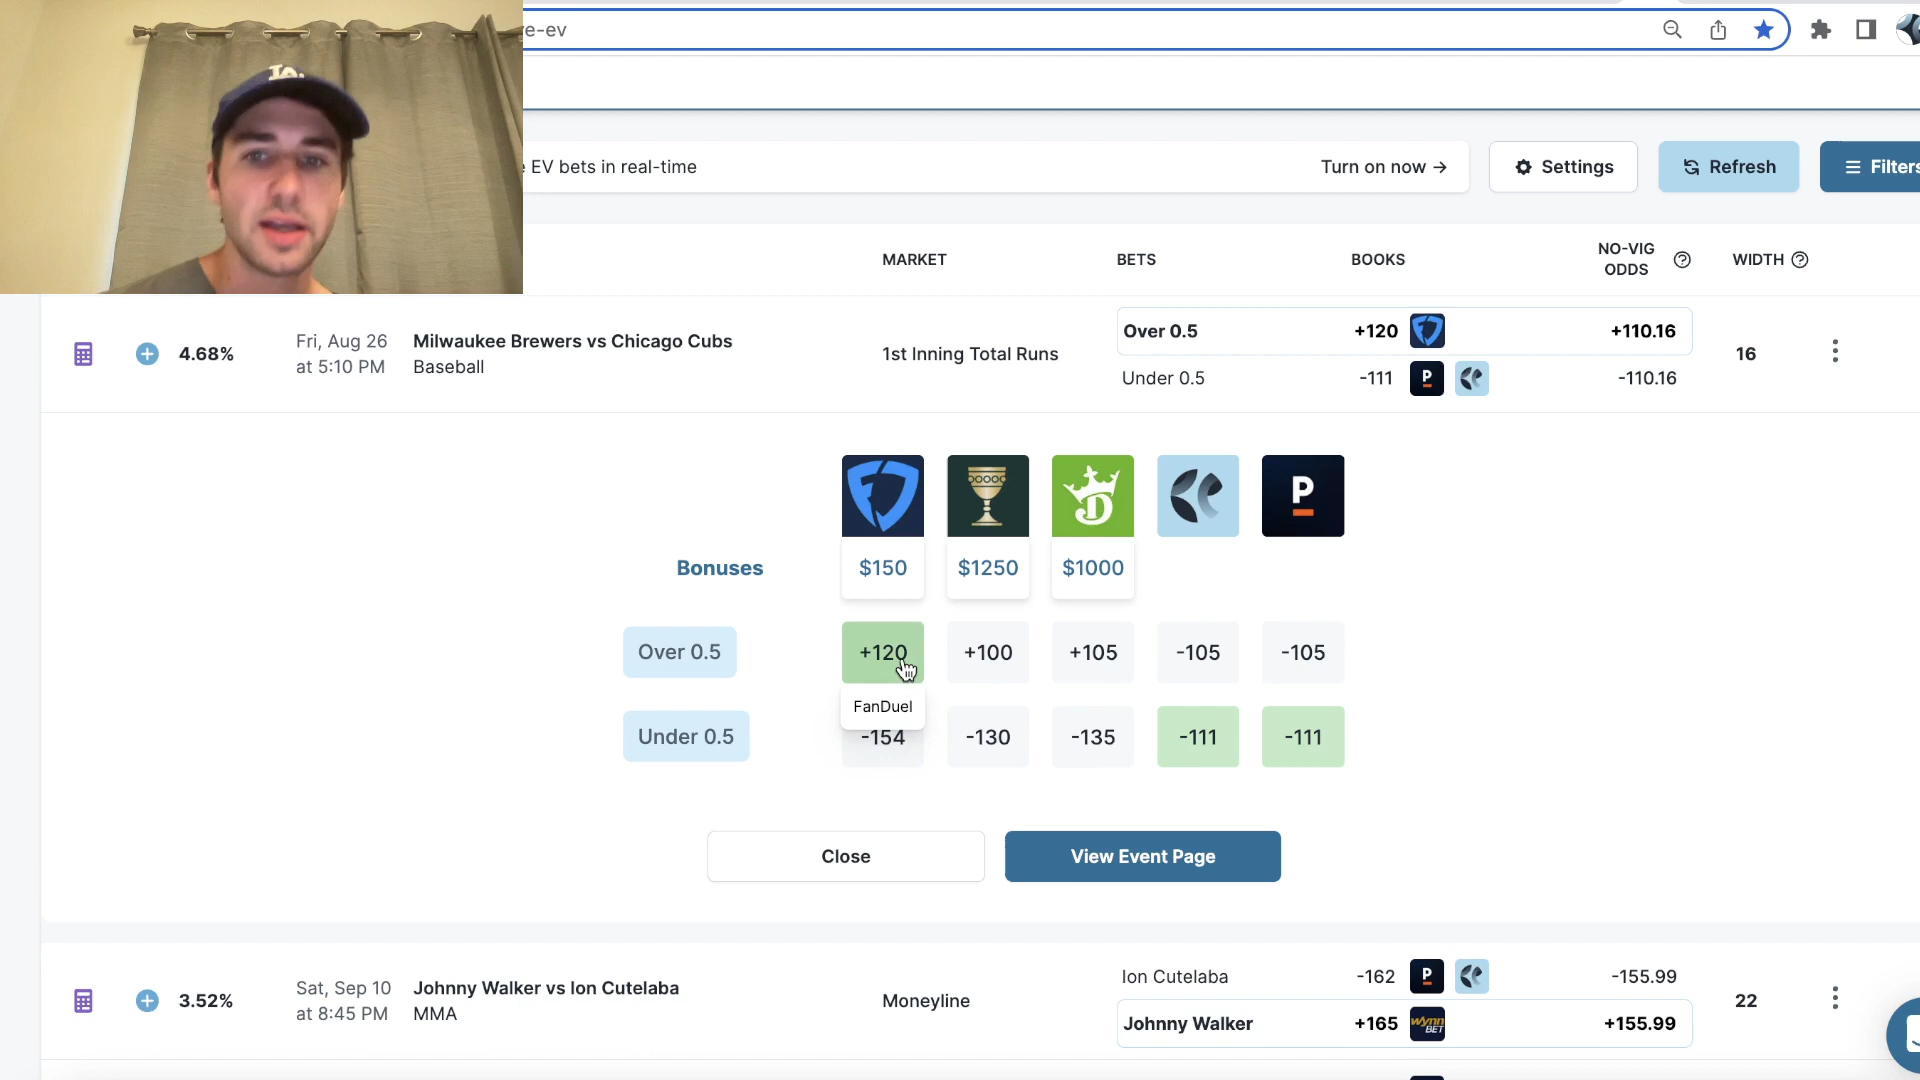 e-ev
EV bets in real-time
Turn on now →
Settings
Refresh
Filters
MARKET
BETS
BOOKS
NO-VIG
ODDS
WIDTH
4.68%
Fri, Aug 26
at 5:10 PM
Milwaukee Brewers vs Chicago Cubs
Baseball
1st Inning Total Runs
Over 0.5
+120
+110.16
Under 0.5
-111
P
-110.16
16
P
Bonuses
$150
$1250
$1000
Over 0.5
+120
+100
+105
-105
-105
FanDuel
Under 0.5
-154
-130
-135
-111
-111
Close
View Event Page
3.52%
Sat, Sep 10
at 8:45 PM
Johnny Walker vs Ion Cutelaba
MMA
Moneyline
Ion Cutelaba
-162
P
-155.99
Johnny Walker
+165
wynn
BET
+155.99
22